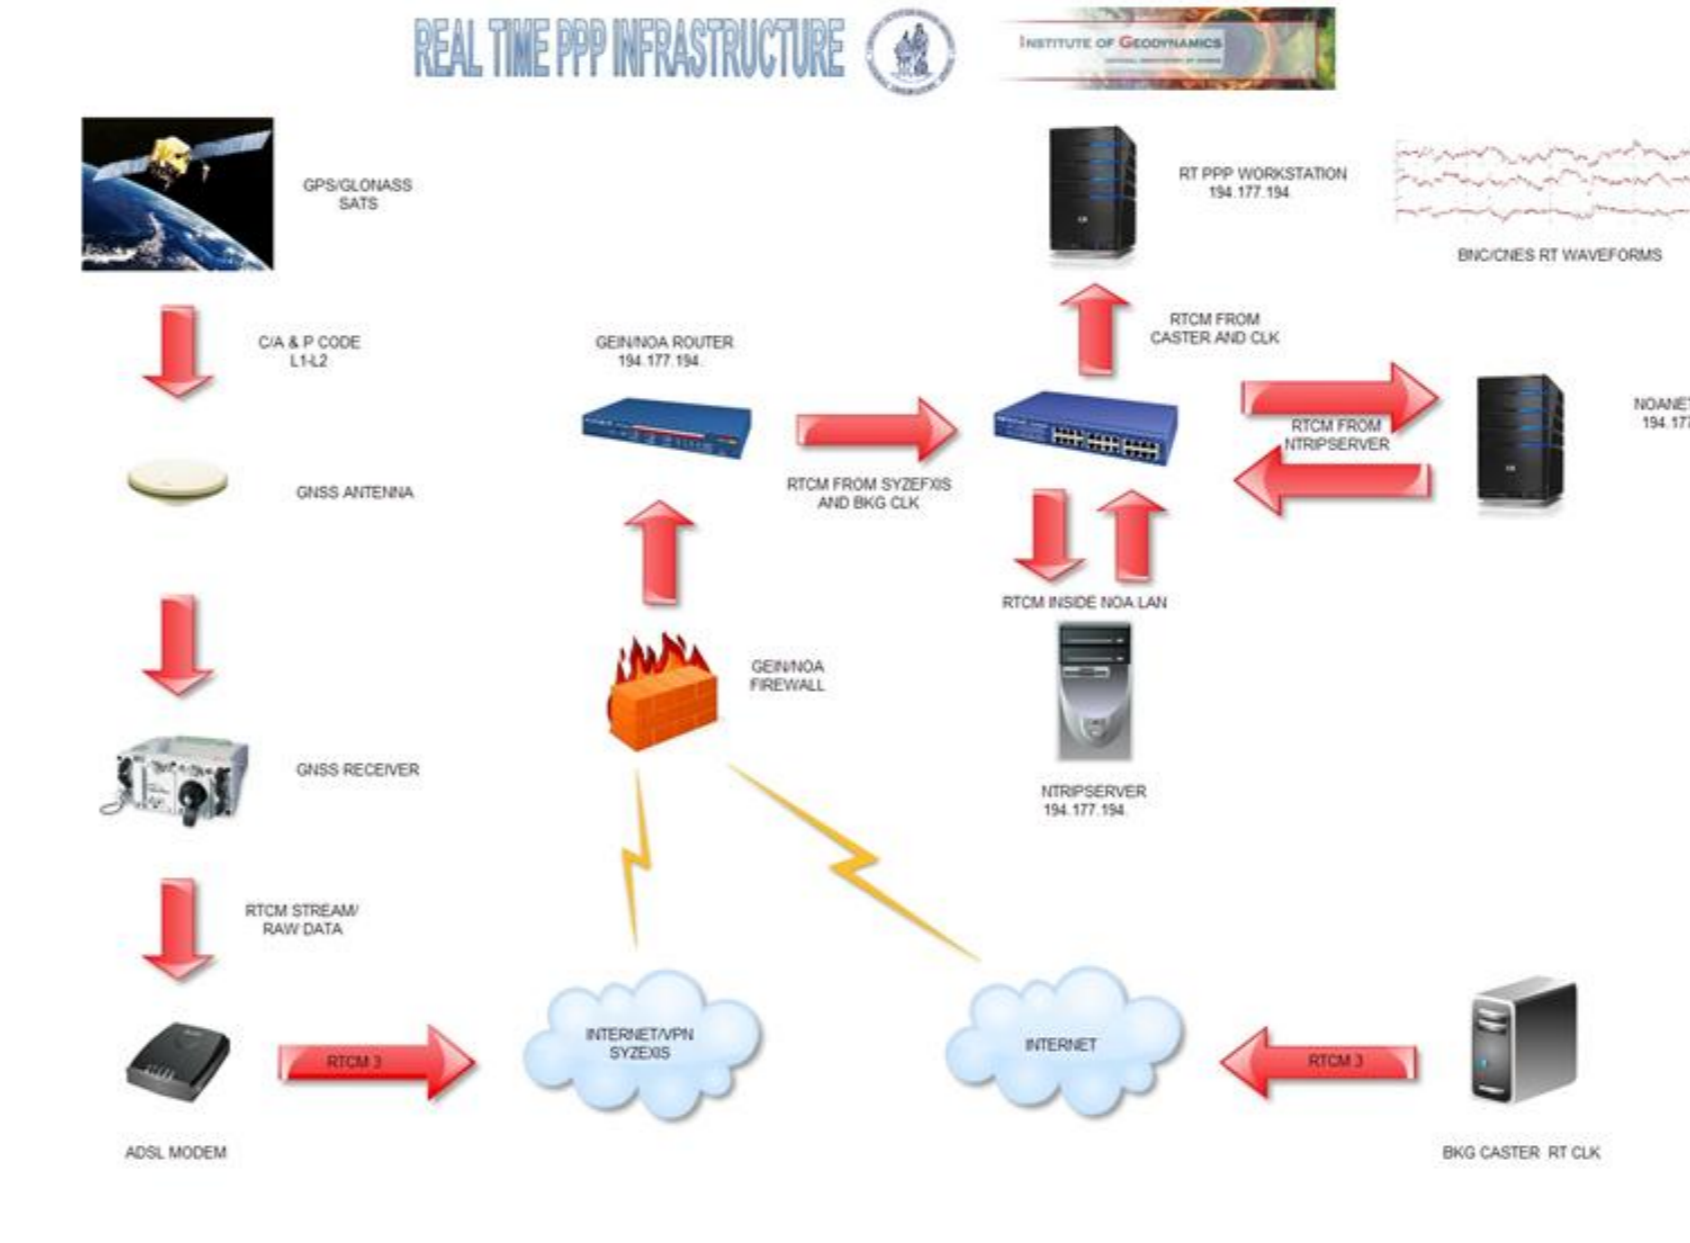 REAL TIME PPP INFRASTRUCTURE
INSTITUTE OF GEODYNAMICS
GPS/GLONASS
SATS
RT PPP WORKSTATION
194.177.194.
BNC/CNES RT WAVEFORMS
C/A & P CODE
L1-L2
GEIN/NOA ROUTER
194.177.194.
RTCM FROM
CASTER AND CLK
RTCM FROM
NTRIPSERVER
NOANE
194.177
GNSS ANTENNA
RTCM FROM SYZEFXIS
AND BKG CLK
RTCM INSIDE NOA LAN
GEIN/NOA
FIREWALL
GNSS RECEIVER
NTRIPSERVER
194.177.194.
RTCM STREAM/
RAW DATA
INTERNET/VPN
SYZEXIS
INTERNET
RTCM 3
RTCM 3
ADSL MODEM
BKG CASTER RT CLK